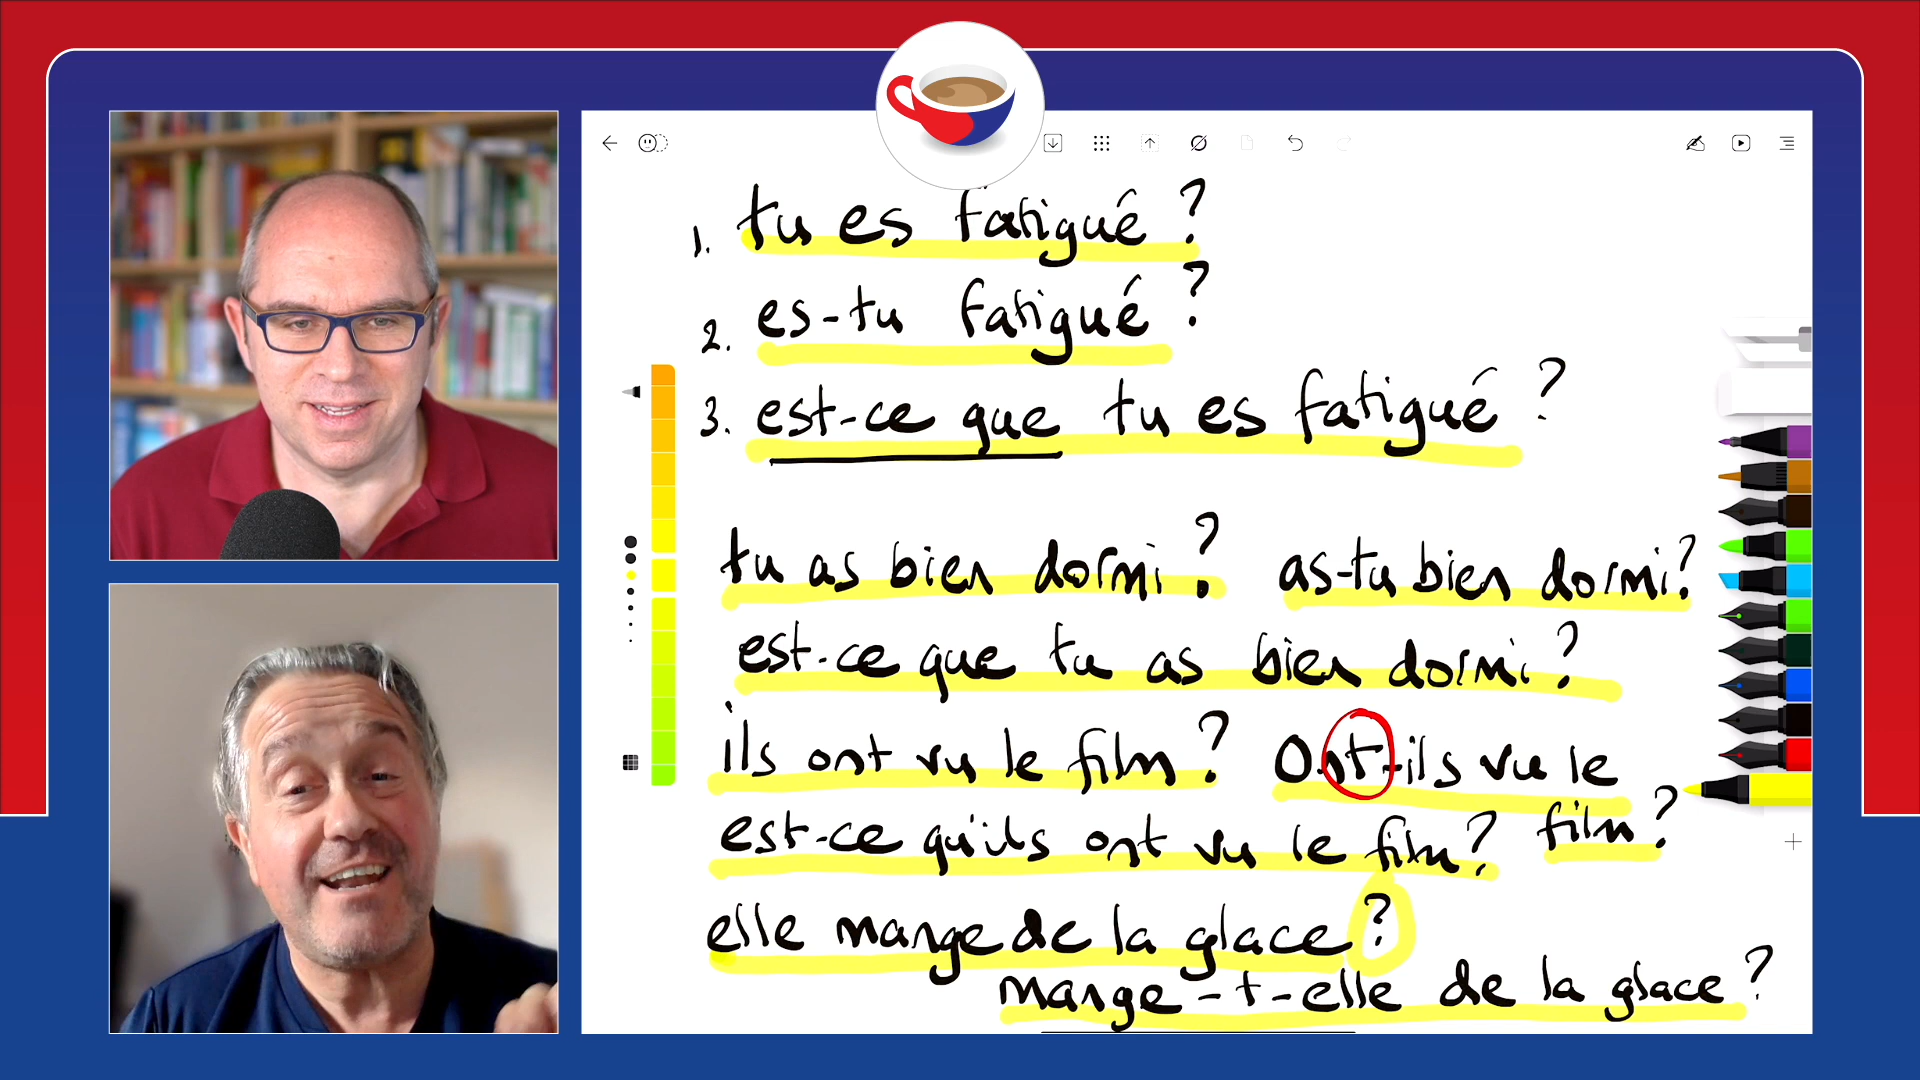 1. tu es fatigué ?
2. es-tu fatigué ?
3. est-ce que tu es fatigué ?
tu as bien dormi ? as-tu bien dormi ?
est-ce que tu as bien dormi ?
ils ont vu le film ? Ont-ils vu le
film ?
est-ce qu'ils ont vu le film ?
elle mange de la glace ?
mange-t-elle de la glace ?